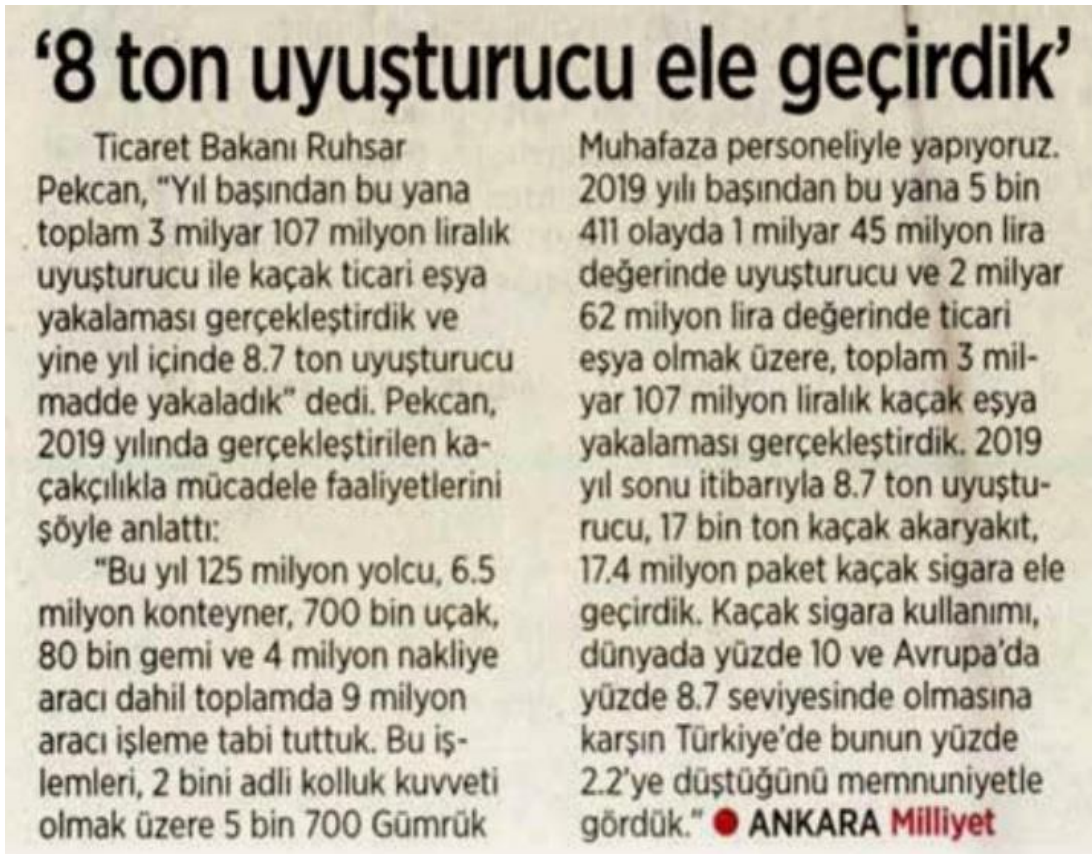 ‘8 ton uyuşturucu ele geçirdik’
Ticaret Bakanı Ruhsar
Pekcan, “Yıl başından bu yana
toplam 3 milyar 107 milyon liralık
uyuşturucu ile kaçak ticari eşya
yakalaması gerçekleştirdik ve
yine yıl içinde 8.7 ton uyuşturucu
madde yakaladık” dedi. Pekcan,
2019 yılında gerçekleştirilen ka-
çakçılıkla mücadele faaliyetlerini
şöyle anlattı:
“Bu yıl 125 milyon yolcu, 6.5
milyon konteyner, 700 bin uçak,
80 bin gemi ve 4 milyon nakliye
aracı dahil toplamda 9 milyon
aracı işleme tabi tuttuk. Bu iş-
lemleri, 2 bini adli kolluk kuvveti
olmak üzere 5 bin 700 Gümrük
Muhafaza personeliyle yapıyoruz.
2019 yılı başından bu yana 5 bin
411 olayda 1 milyar 45 milyon lira
değerinde uyuşturucu ve 2 milyar
62 milyon lira değerinde ticari
eşya olmak üzere, toplam 3 mil-
yar 107 milyon liralık kaçak eşya
yakalaması gerçekleştirdik. 2019
yıl sonu itibarıyla 8.7 ton uyuştu-
rucu, 17 bin ton kaçak akaryakıt,
17.4 milyon paket kaçak sigara ele
geçirdik. Kaçak sigara kullanımı,
dünyada yüzde 10 ve Avrupa’da
yüzde 8.7 seviyesinde olmasına
karşın Türkiye’de bunun yüzde
2.2’ye düştüğünü memnuniyetle
gördük.” ● ANKARA Milliyet